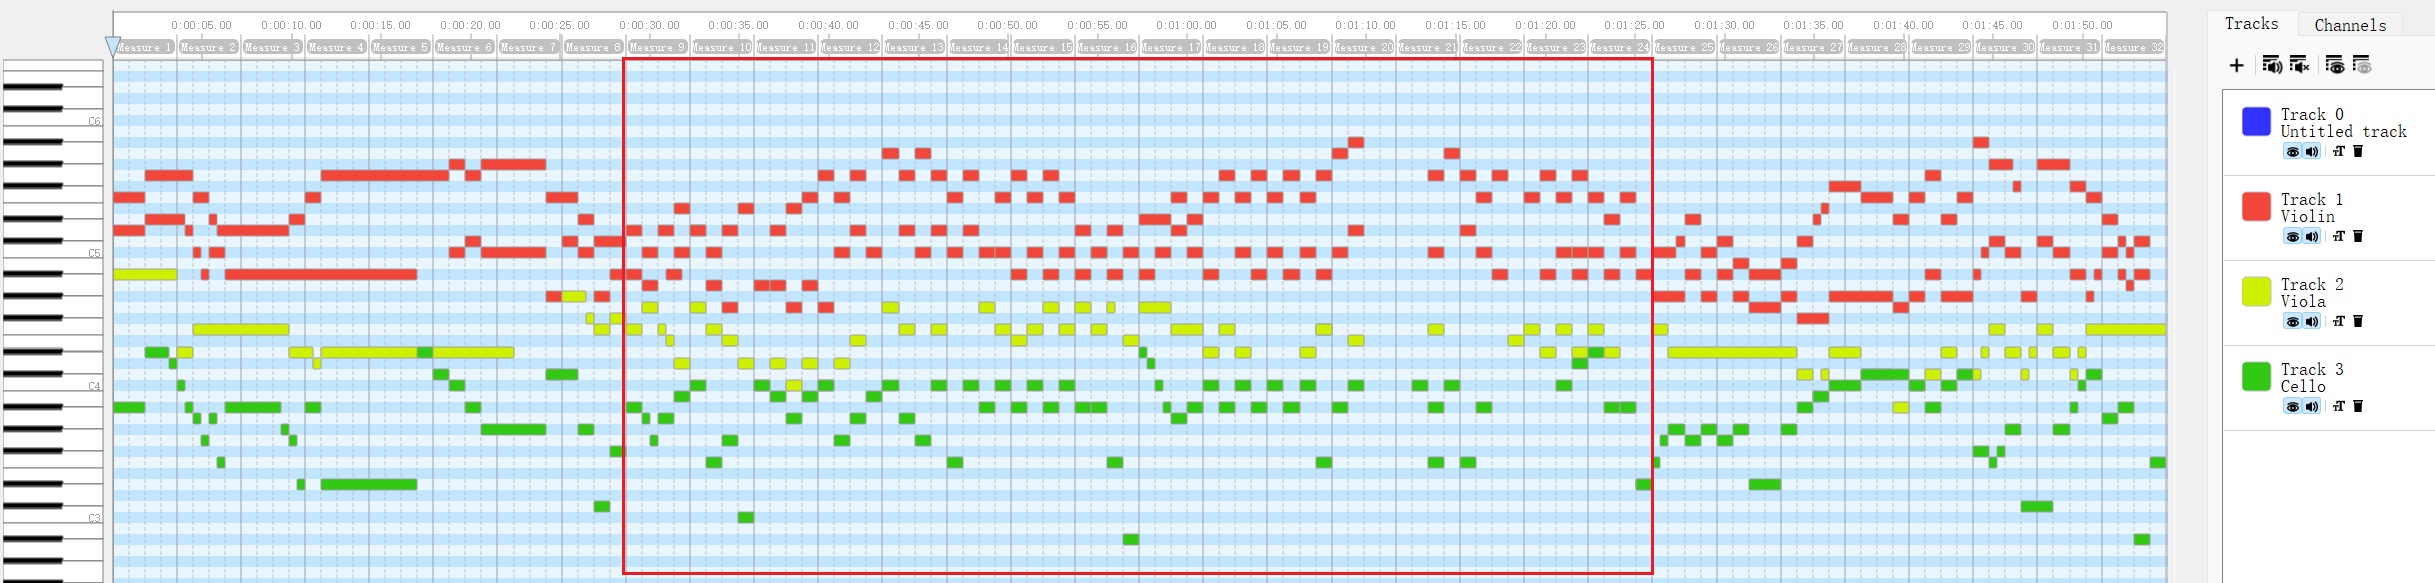 0:00:05.00 0:00:10.00 0:00:15.00 0:00:20.00 0:00:25.00 0:00:30.00 0:00:35.00 0:00:40.00 0:00:45.00 0:00:50.00 0:00:55.00 0:01:00.00 0:01:05.00 0:01:10.00 0:01:15.00 0:01:20.00 0:01:25.00 0:01:30.00 0:01:35.00 0:01:40.00 0:01:45.00 0:01:50.00
Measure 1 Measure 2 Measure 3 Measure 4 Measure 5 Measure 6 Measure 7 Measure 8 Measure 9 Measure 10 Measure 11 Measure 12 Measure 13 Measure 14 Measure 15 Measure 16 Measure 17 Measure 18 Measure 19 Measure 20 Measure 21 Measure 22 Measure 23 Measure 24 Measure 25 Measure 26 Measure 27 Measure 28 Measure 29 Measure 30 Measure 31 Measure 32
C6
C5
C4
C3
Tracks Channels
Track 0
Untitled track
Track 1
Violin
Track 2
Viola
Track 3
Cello